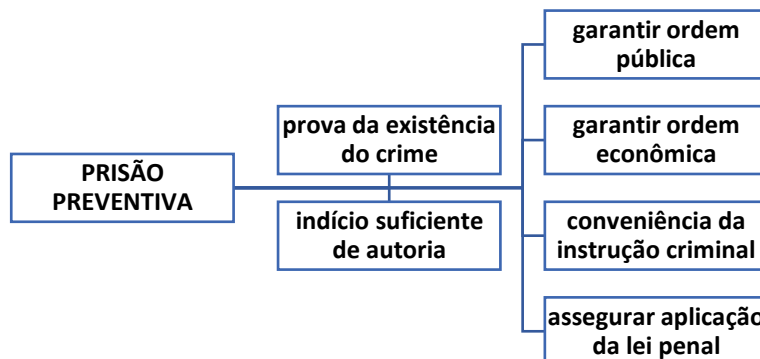 PRISÃO
PREVENTIVA
prova da existência
do crime
indício suficiente
de autoria
garantir ordem
pública
garantir ordem
econômica
conveniência da
instrução criminal
assegurar aplicação
da lei penal